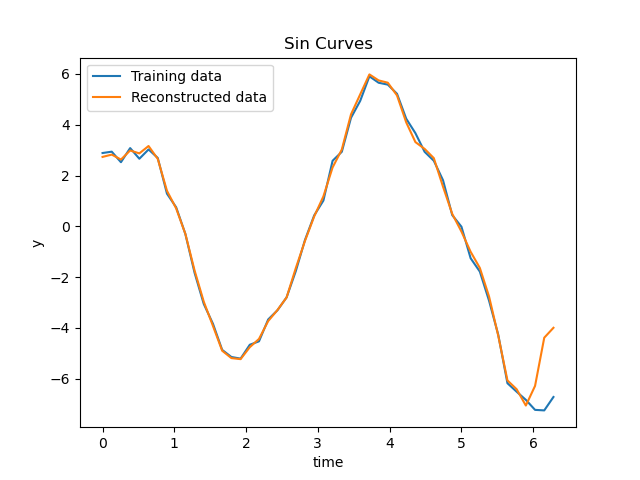 Sin Curves
Training data
Reconstructed data
6
4
2
0
−2
−4
−6
y
0 1 2 3 4 5 6
time